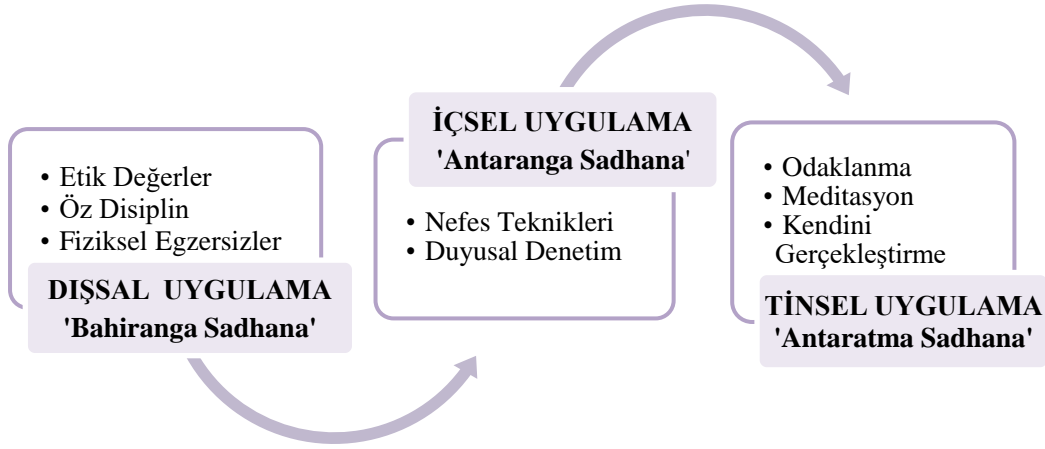 • Etik Değerler
• Öz Disiplin
• Fiziksel Egzersizler
DIŞSAL UYGULAMA
'Bahiranga Sadhana'
İÇSEL UYGULAMA
'Antaranga Sadhana'
• Nefes Teknikleri
• Duyusal Denetim
• Odaklanma
• Meditasyon
• Kendini
Gerçekleştirme
TİNSEL UYGULAMA
'Antaratma Sadhana'